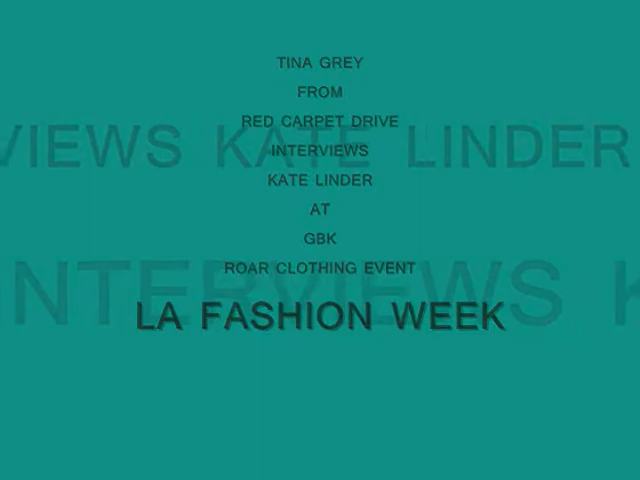 TINA GREY
FROM
RED CARPET DRIVE
VIEWS KATE LINDER
INTERVIEWS
KATE LINDER
AT
GBK
ROAR CLOTHING EVENT
INTERVIEWS K
LA FASHION WEEK